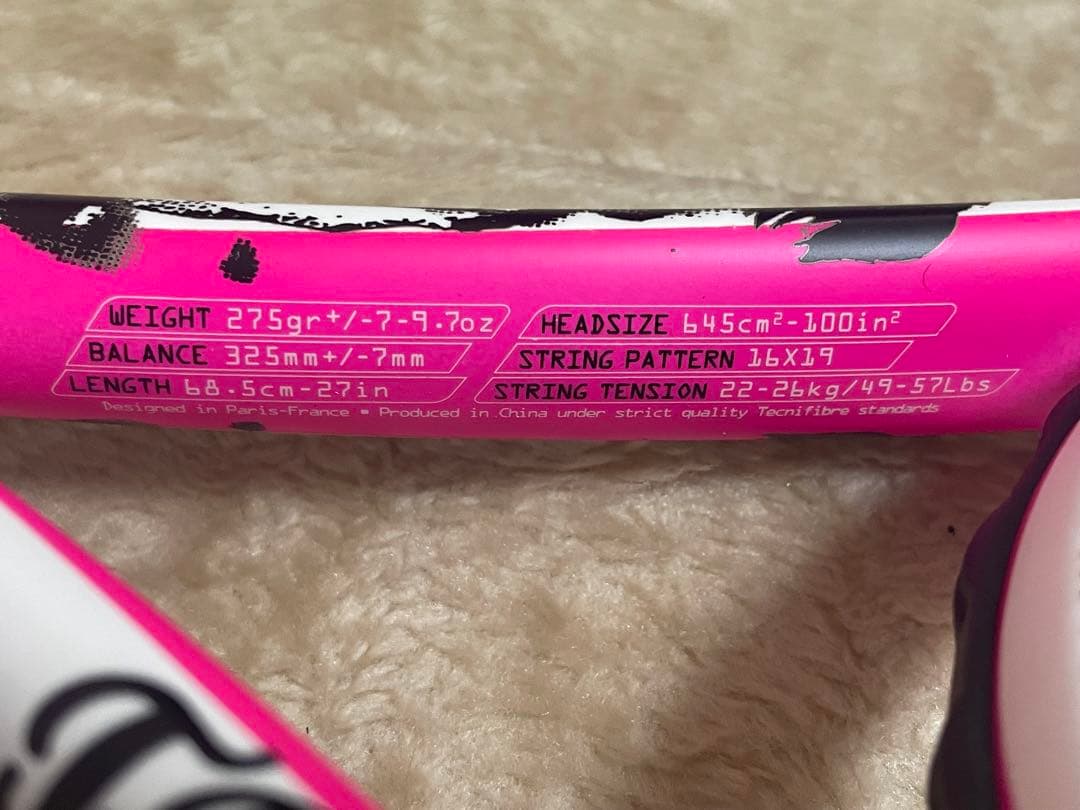 WEIGHT 275gr+/-7-9.7oz
BALANCE 325mm+/-7mm
LENGTH 68.5cm-27in
HEADSIZE 645cm²-100in²
STRING PATTERN 16X19
STRING TENSION 22-26kg/49-57Lbs
Designed in Paris-France ▪ Produced in China under strict quality Tecnifibre standards